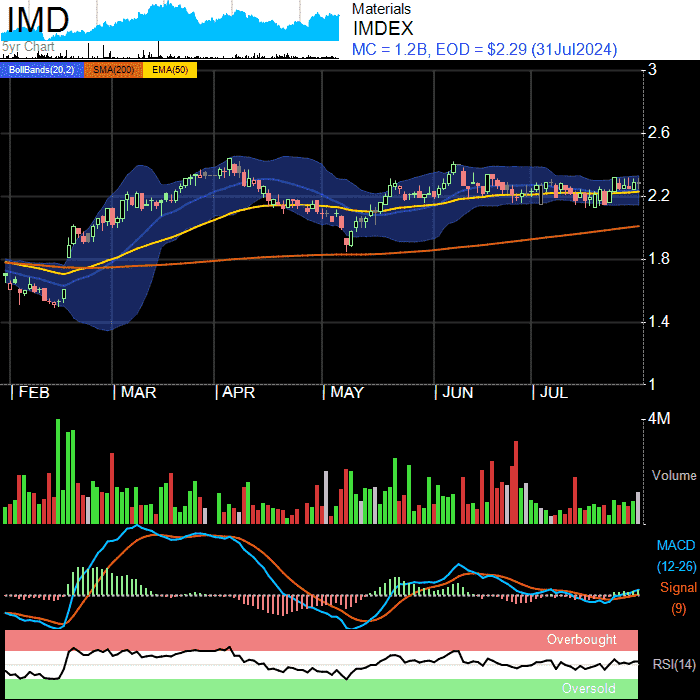 IMD
5yr Chart
Materials
IMDEX
MC = 1.2B, EOD = $2.29 (31Jul2024)
BollBands(20,2) SMA(200) EMA(50)
3
2.6
2.2
1.8
1.4
1
FEB MAR APR MAY JUN JUL
4M
Volume
MACD
(12-26)
Signal
(9)
Overbought
RSI(14)
Oversold